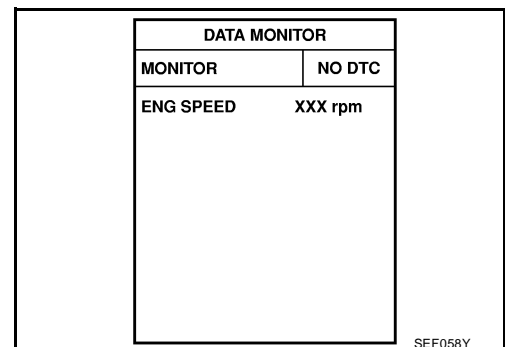 DATA MONITOR
MONITOR NO DTC
ENG SPEED XXX rpm
SEF058Y